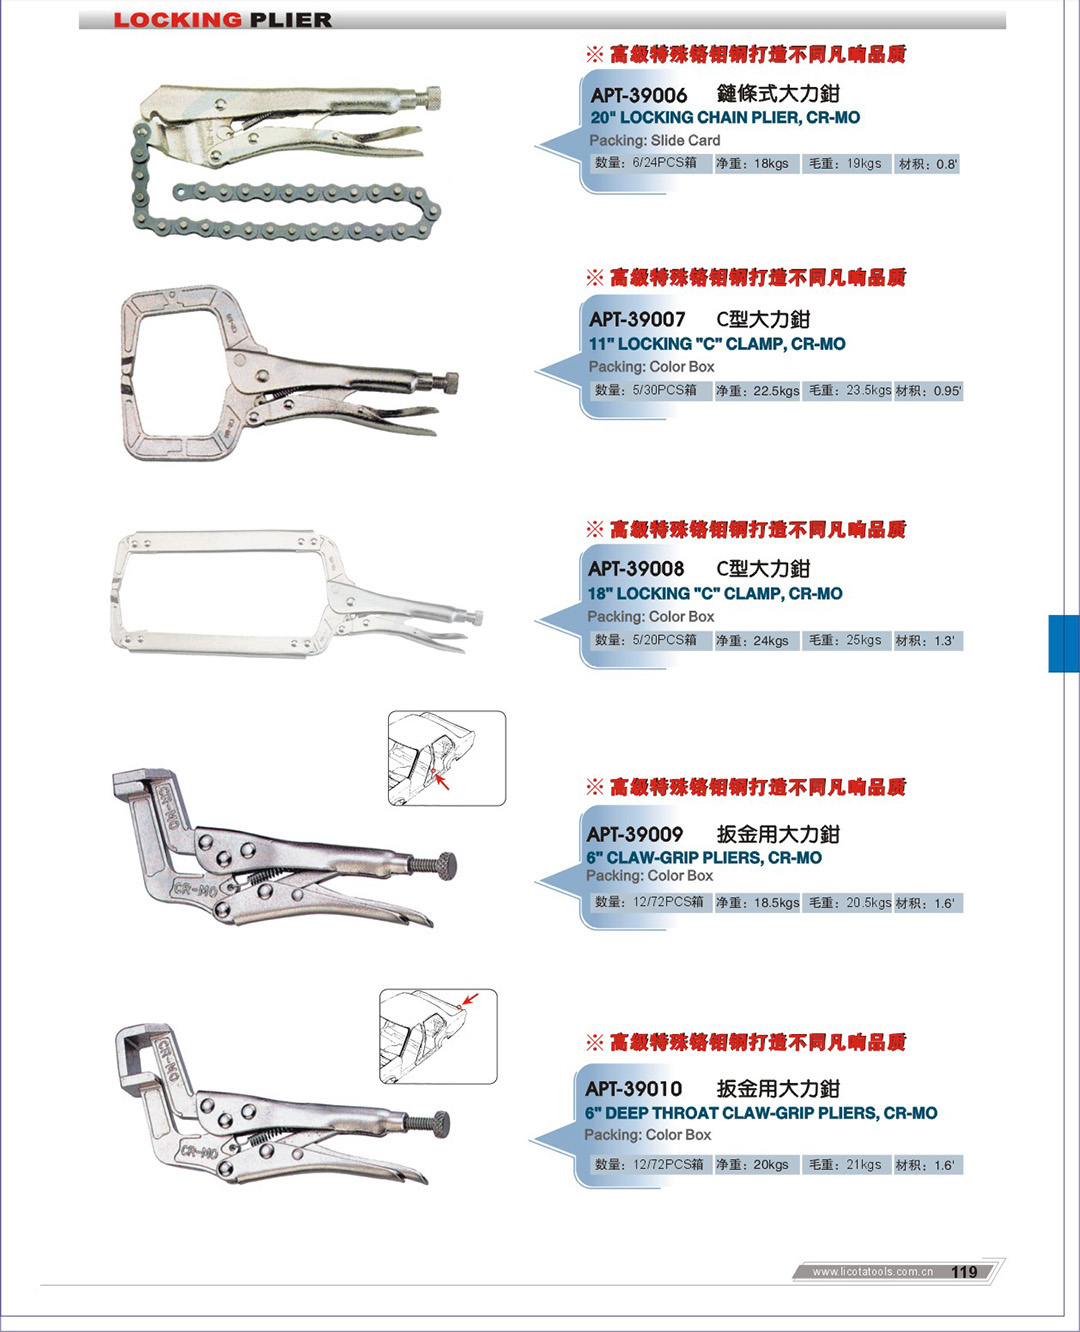 LOCKING PLIER
※ 高级特殊铬钼钢打造不同凡响品质
APT-39006 鏈條式大力鉗
20" LOCKING CHAIN PLIER, CR-MO
Packing: Slide Card
数量: 6/24PCS箱 净重: 18kgs 毛重: 19kgs 材积: 0.8'
※ 高级特殊铬钼钢打造不同凡响品质
APT-39007 C型大力鉗
11" LOCKING "C" CLAMP, CR-MO
Packing: Color Box
数量: 5/30PCS箱 净重: 22.5kgs 毛重: 23.5kgs 材积: 0.95'
※ 高级特殊铬钼钢打造不同凡响品质
APT-39008 C型大力鉗
18" LOCKING "C" CLAMP, CR-MO
Packing: Color Box
数量: 5/20PCS箱 净重: 24kgs 毛重: 25kgs 材积: 1.3'
※ 高级特殊铬钼钢打造不同凡响品质
CR-MO
CR-MO
APT-39009 扳金用大力鉗
6" CLAW-GRIP PLIERS, CR-MO
Packing: Color Box
数量: 12/72PCS箱 净重: 18.5kgs 毛重: 20.5kgs 材积: 1.6'
※ 高级特殊铬钼钢打造不同凡响品质
CR-MO
CR-MO
APT-39010 扳金用大力鉗
6" DEEP THROAT CLAW-GRIP PLIERS, CR-MO
Packing: Color Box
数量: 12/72PCS箱 净重: 20kgs 毛重: 21kgs 材积: 1.6'
www.licotatools.com.cn 119